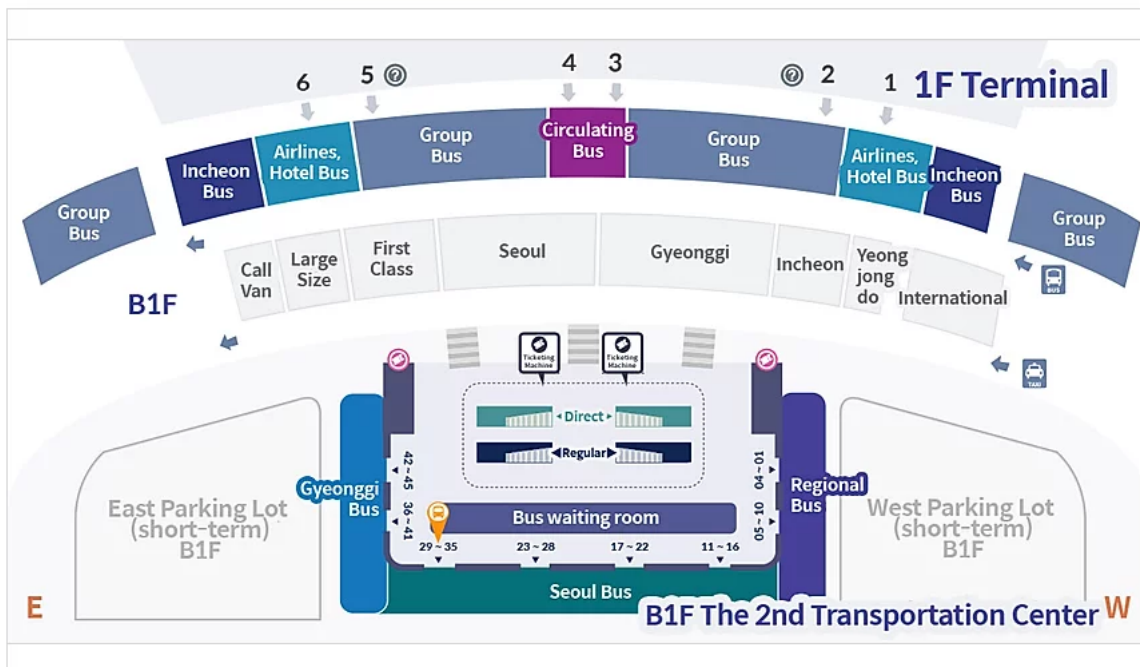 6
5
?
4
3
?
2
1
1F Terminal
Group
Bus
Incheon
Bus
Airlines,
Hotel Bus
Group
Bus
Circulating
Bus
Group
Bus
Airlines,
Hotel Bus
Incheon
Bus
Group
Bus
BUS
Call
Van
Large
Size
First
Class
Seoul
Gyeonggi
Incheon
Yeong
jong
do
International
B1F
TAXI
Ticketing
Machine
Ticketing
Machine
Direct
Regular
42 ~ 45
36 ~ 41
04 ~ 01
05 ~ 10
Gyeonggi
Bus
Regional
Bus
East Parking Lot
(short-term)
B1F
West Parking Lot
(short-term)
B1F
Bus waiting room
29 ~ 35
23 ~ 28
17 ~ 22
11 ~ 16
Seoul Bus
E
B1F The 2nd Transportation Center
W